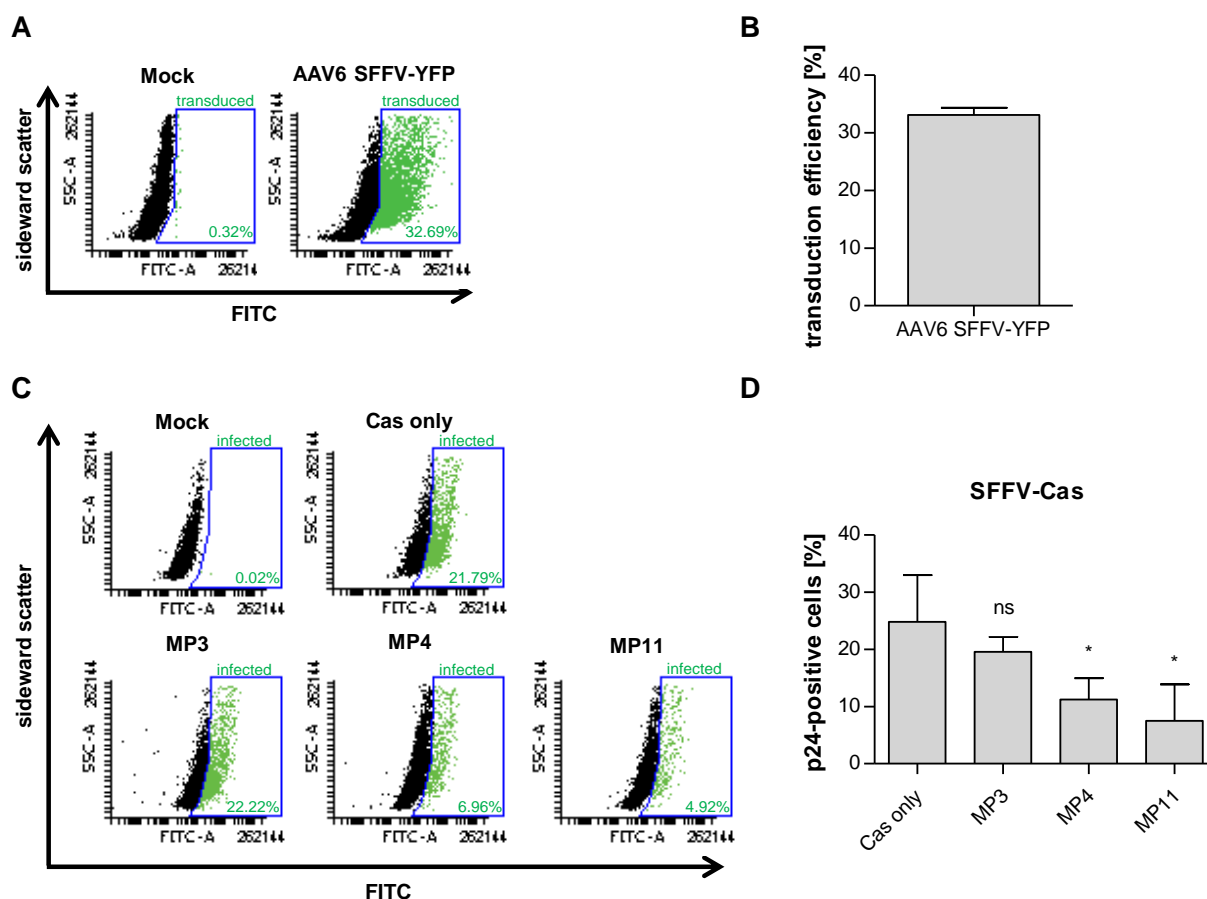 A
Mock
AAV6 SFFV-YFP
transduced
transduced
262144
262144
SSC-A
SSC-A
0.32%
32.69%
FITC-A
262144
FITC-A
262144
sideward scatter
FITC
B
transduction efficiency [%]
40
30
20
10
0
AAV6 SFFV-YFP
C
Mock
Cas only
infected
infected
262144
262144
SSC-A
SSC-A
0.02%
21.79%
FITC-A
262144
FITC-A
262144
MP3
MP4
MP11
infected
infected
infected
262144
262144
262144
SSC-A
SSC-A
SSC-A
22.22%
6.96%
4.92%
FITC-A
262144
FITC-A
262144
FITC-A
262144
sideward scatter
FITC
D
SFFV-Cas
p24-positive cells [%]
40
30
20
10
0
ns
*
*
Cas only
MP3
MP4
MP11